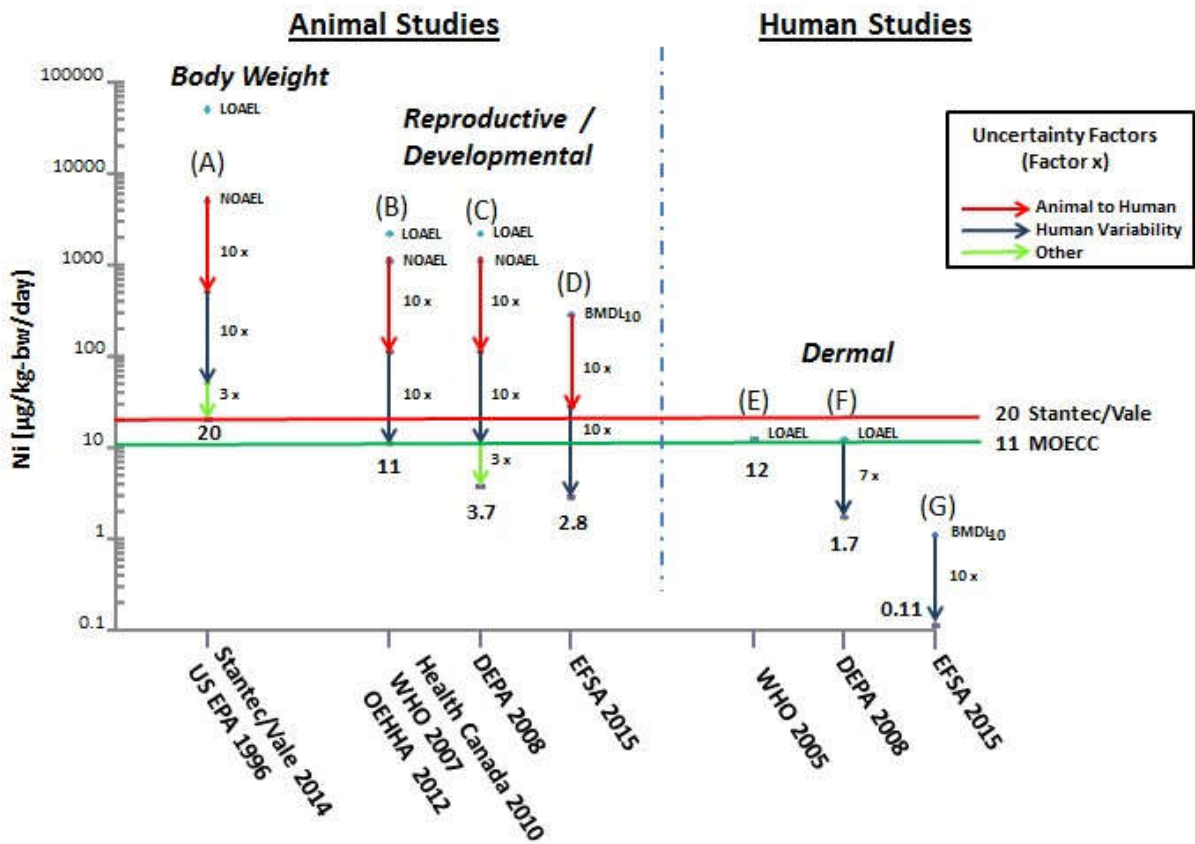 Animal Studies
Human Studies
Body Weight
Reproductive /
Developmental
Dermal
Uncertainty Factors
(Factor x)
Animal to Human
Human Variability
Other
Ni [µg/kg-bw/day)
100000
10000
1000
100
10
1
0.1
LOAEL
(A)
NOAEL
10 x
10 x
3 x
20
(B)
LOAEL
NOAEL
10 x
10 x
11
(C)
LOAEL
NOAEL
10 x
10 x
3 x
3.7
(D)
BMDL10
10 x
10 x
2.8
(E)
LOAEL
12
(F)
LOAEL
7 x
1.7
(G)
BMDL10
10 x
0.11
20 Stantec/Vale
11 MOECC
Stantec/Vale 2014
US EPA 1996
Health Canada 2010
WHO 2007
OEHHA 2012
DEPA 2008
EFSA 2015
WHO 2005
DEPA 2008
EFSA 2015